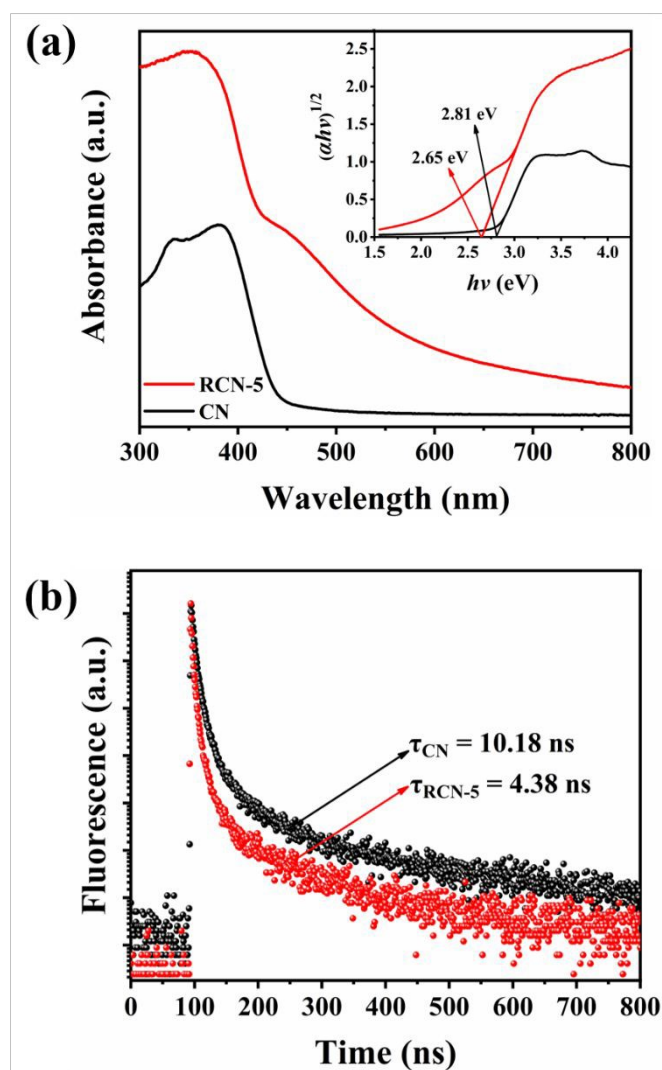 (a)
Absorbance (a.u.)
RCN-5
CN
300 400 500 600 700 800
Wavelength (nm)
(αhν)1/2
2.5
2.0
1.5
1.0
0.5
0.0
2.81 eV
2.65 eV
1.5 2.0 2.5 3.0 3.5 4.0
hν (eV)
(b)
Fluorescence (a.u.)
τCN = 10.18 ns
τRCN-5 = 4.38 ns
0 100 200 300 400 500 600 700 800
Time (ns)